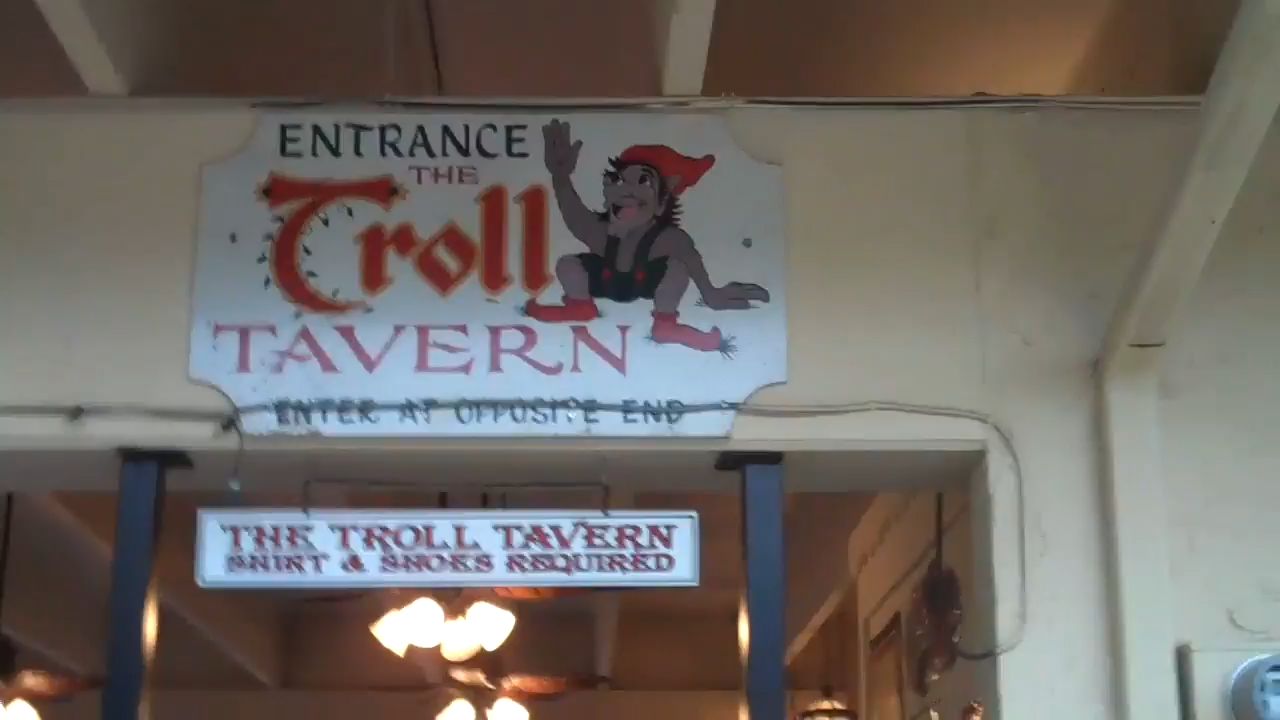 ENTRANCE
THE
Troll
TAVERN
ENTER AT OPPOSITE END
THE TROLL TAVERN
SHIRT & SHOES REQUIRED